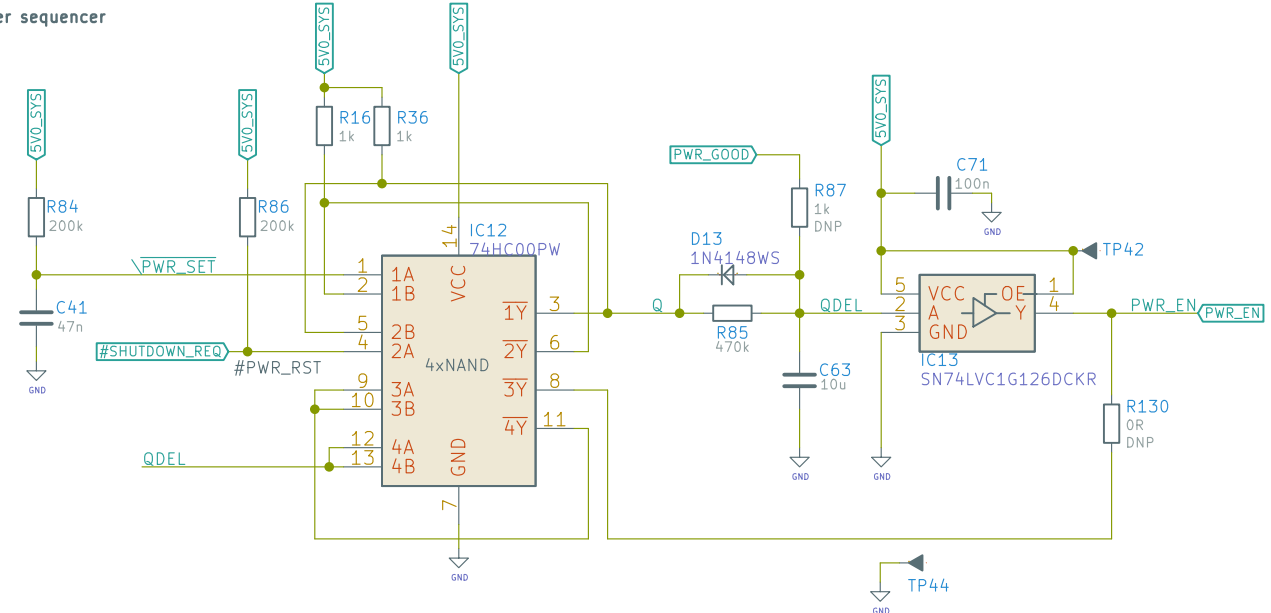 er sequencer
5V0_SYS
5V0_SYS
5V0_SYS
5V0_SYS
5V0_SYS
R16
1k
R36
1k
R84
200k
R86
200k
PWR_GOOD
R87
1k
DNP
C71
100n
GND
IC12
74HC00PW
D13
1N4148WS
TP42
\PWR_SET
C41
47n
GND
#SHUTDOWN_REQ
#PWR_RST
14
VCC
1
1A
2
1B
5
2B
4
2A
9
3A
10
3B
12
4A
13
4B
4xNAND
1Y
3
2Y
6
3Y
8
4Y
11
GND
7
GND
QDEL
Q
R85
470k
QDEL
C63
10u
GND
5
VCC
2
A
3
GND
OE
1
Y
4
IC13
SN74LVC1G126DCKR
GND
PWR_EN
PWR_EN
R130
0R
DNP
TP44
GND